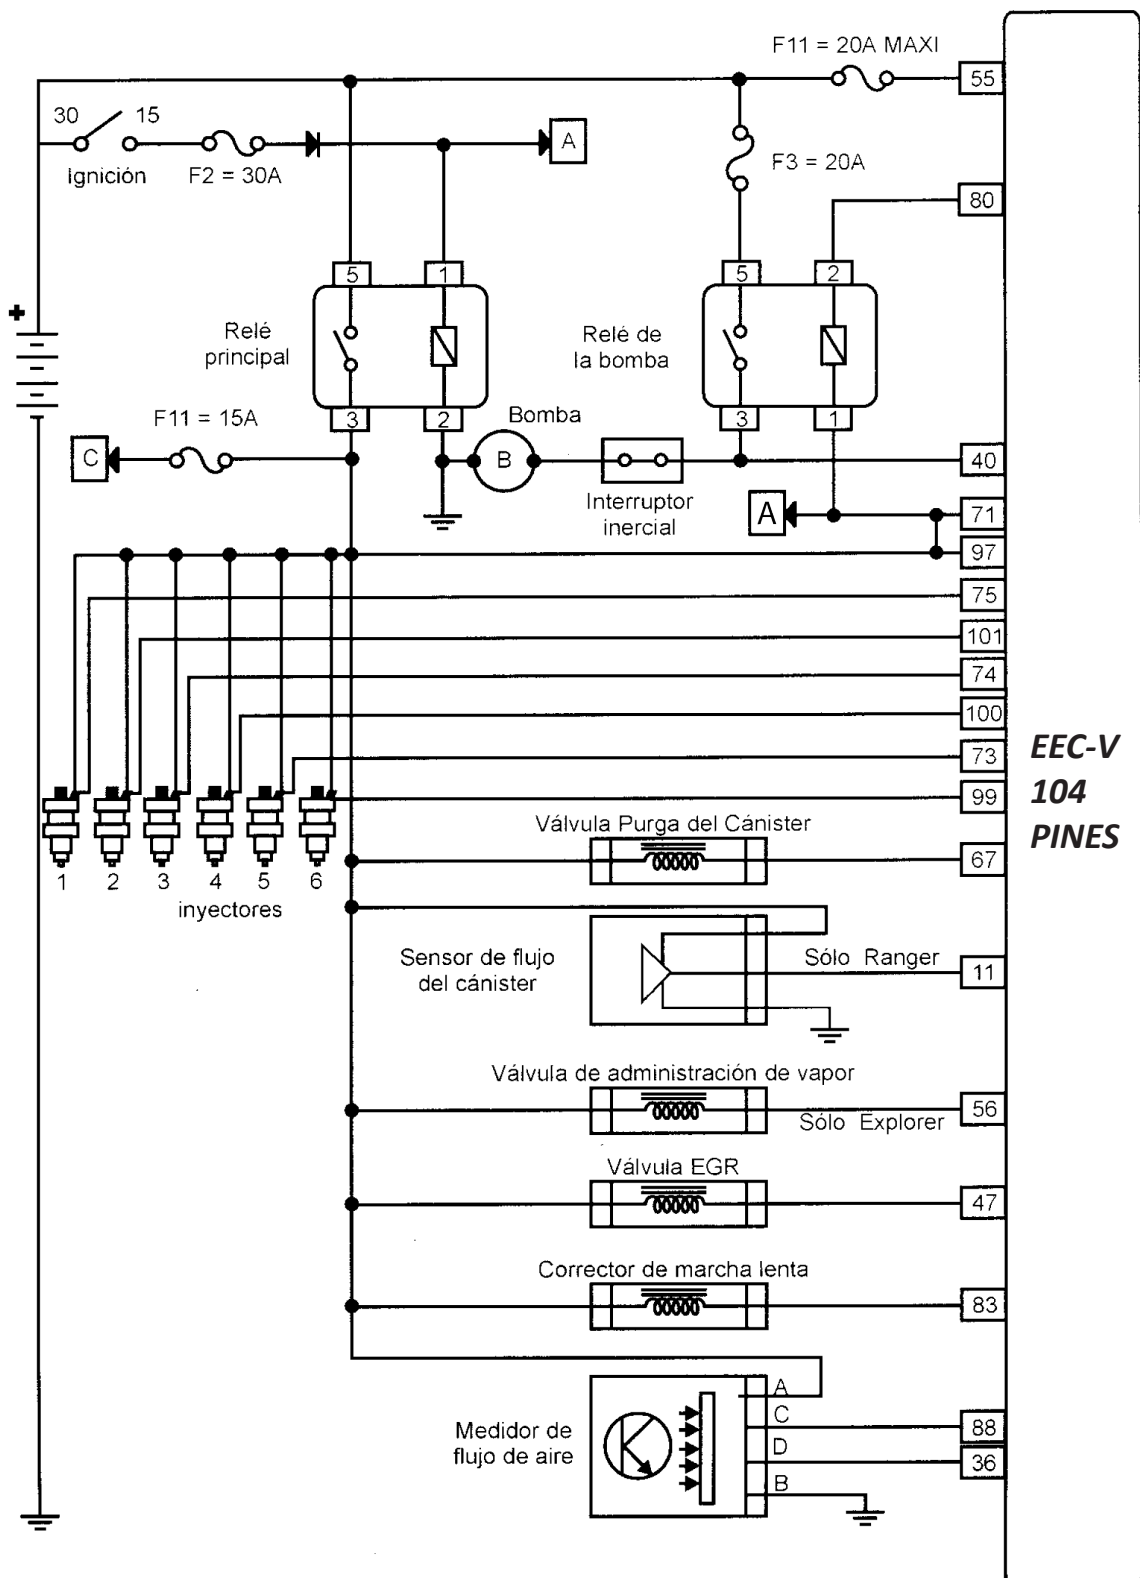 F11 = 20A MAXI
55
30 15
A
Ignición
F2 = 30A
F3 = 20A
80
5 1
5 2
+
Relé
principal
Relé de
la bomba
3 2
3 1
F11 = 15A
Bomba
C
B
40
Interruptor
inercial
A
71
97
75
101
74
100
73
99
EEC-V
104
PINES
Válvula Purga del Cánister
67
1 2 3 4 5 6
inyectores
Sensor de flujo
del cánister
Sólo Ranger
11
Válvula de administración de vapor
Sólo Explorer
56
Válvula EGR
47
Corrector de marcha lenta
83
Medidor de
flujo de aire
A
C
88
D
36
B